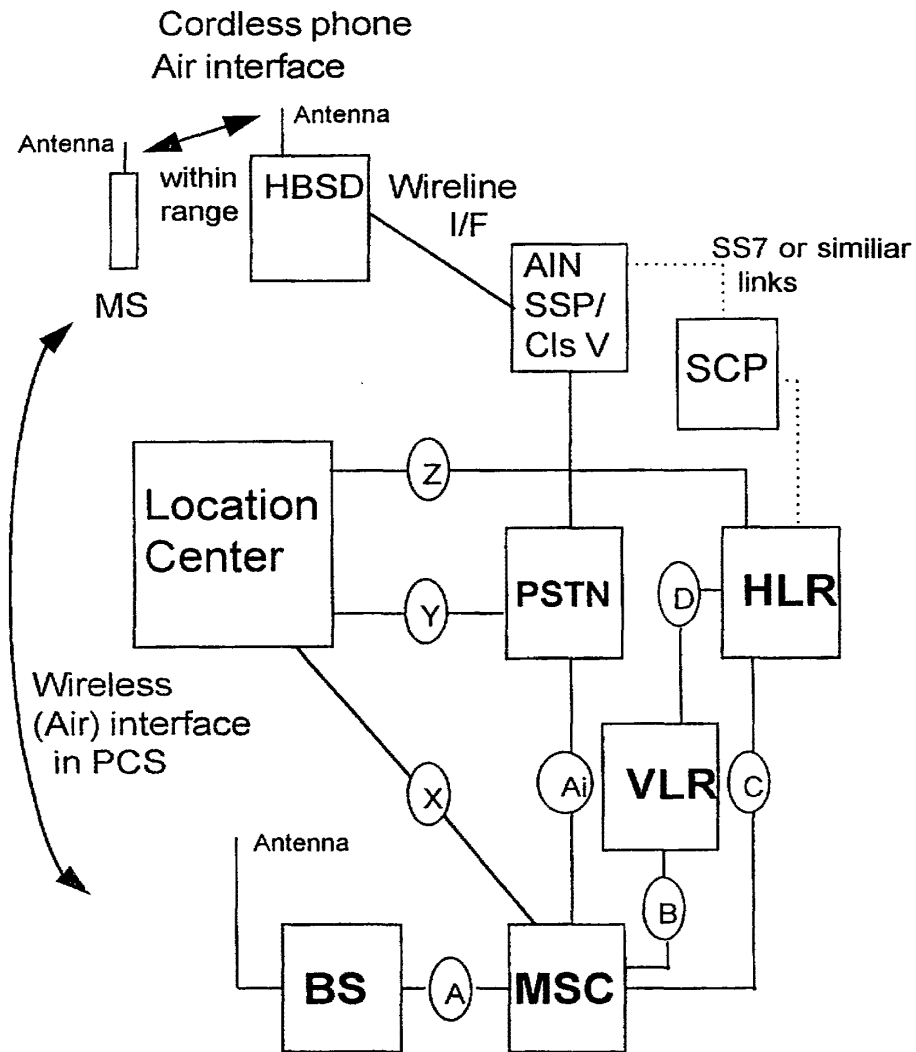 Cordless phone
Air interface
Antenna
Antenna
within
range
HBSD
Wireline
I/F
MS
AIN
SSP/
Cls V
SS7 or similiar
links
SCP
Location
Center
Z
Y
PSTN
D
HLR
Wireless
(Air) interface
in PCS
X
Ai
VLR
C
Antenna
B
BS
A
MSC